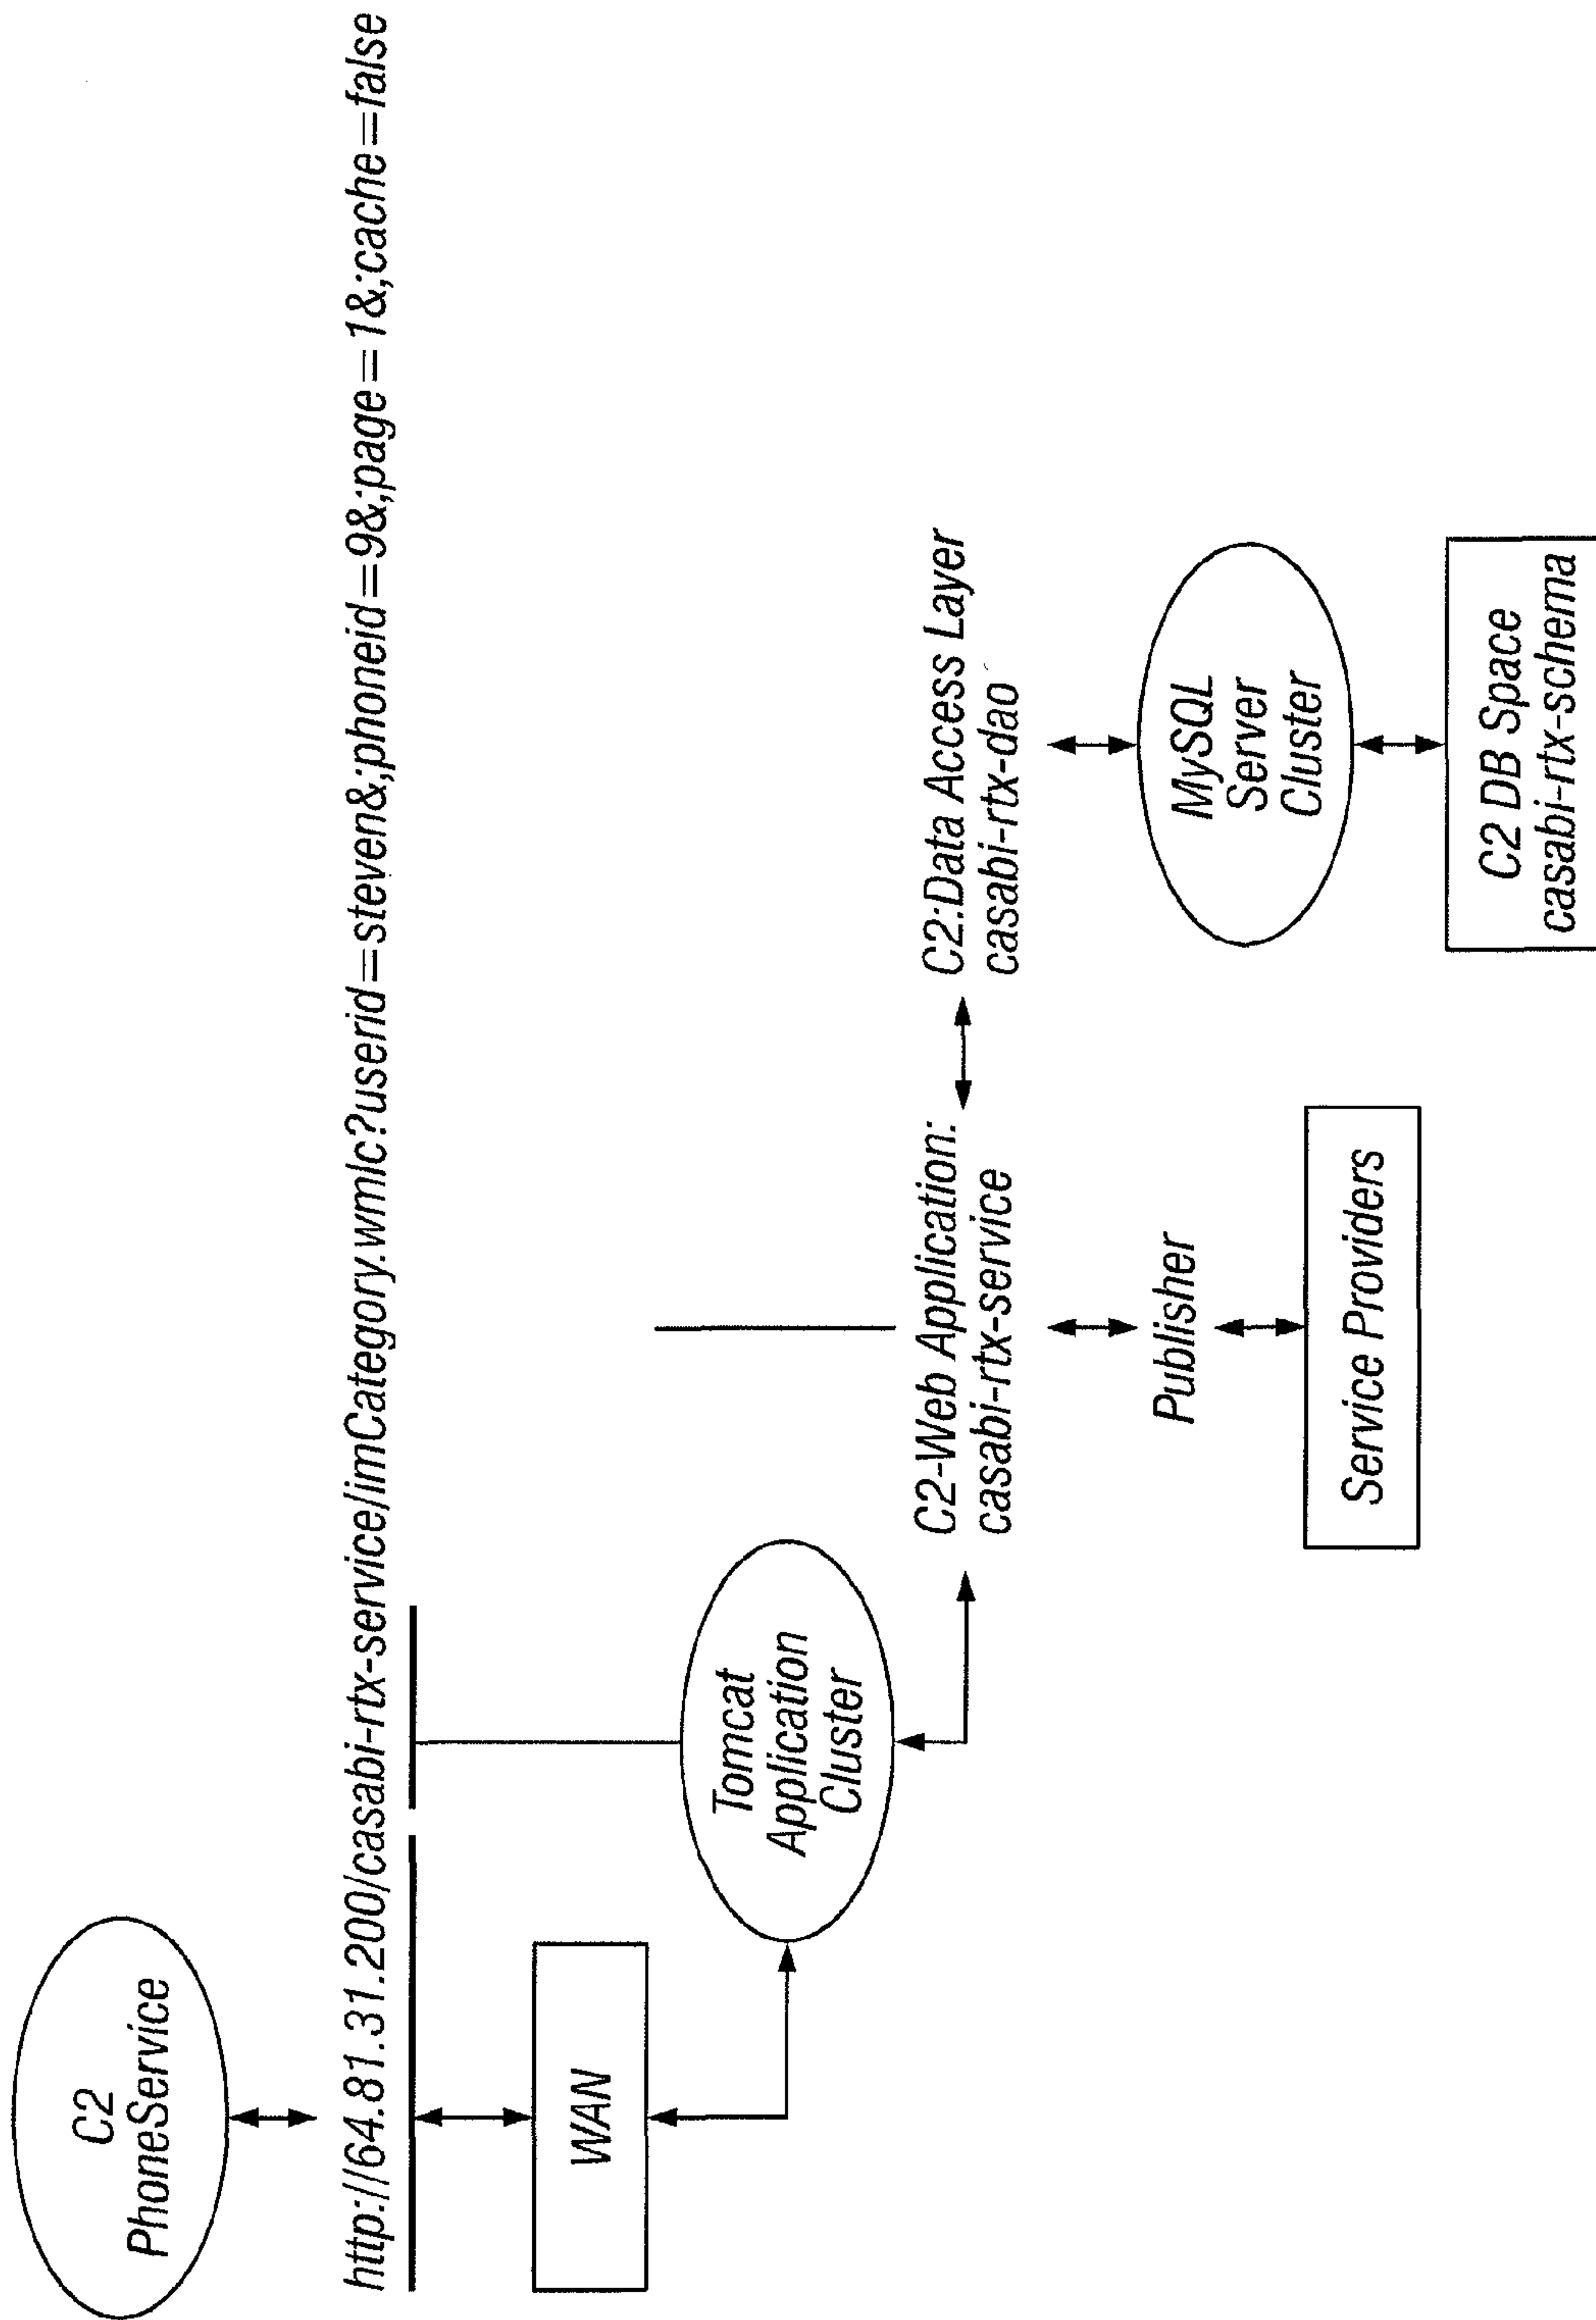 C2
PhoneService
http://64.81.31.200/casabi-rtx-service/imCategory.wmlc?userid=steven&;phoneid=9&;page=1&;cache=false
WAN
Tomcat
Application
Cluster
C2-Web Application:
casabi-rtx-service
C2:Data Access Layer
casabi-rtx-dao
Publisher
Service Providers
MySQL
Server
Cluster
C2 DB Space
casabi-rtx-schema